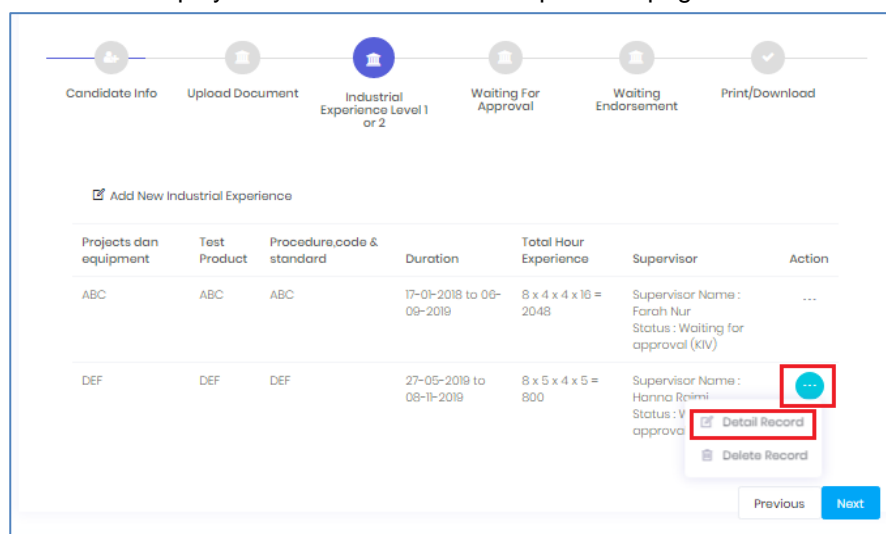 Candidate Info
Upload Document
Industrial
Experience Level 1
or 2
Waiting For
Approval
Waiting
Endorsement
Print/Download
Add New Industrial Experience
Projects dan
equipment
Test
Product
Procedure,code &
standard
Duration
Total Hour
Experience
Supervisor
Action
ABC
ABC
ABC
17-01-2018 to 06-
09-2019
8 x 4 x 4 x 16 =
2048
Supervisor Name :
Farah Nur
Status : Waiting for
approval (KIV)
...
DEF
DEF
DEF
27-05-2019 to
08-11-2019
8 x 5 x 4 x 5 =
800
Supervisor Name :
Hanna
Status :
...
Detail Record
Delete Record
Previous
Next